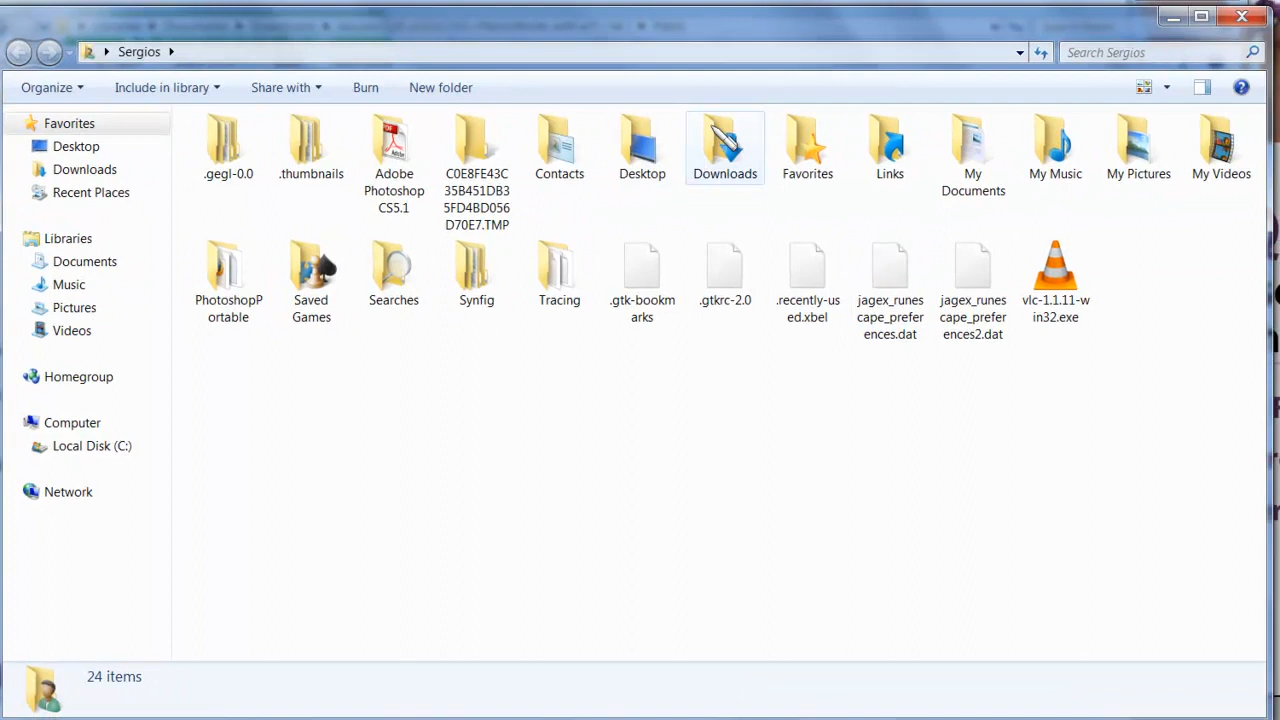 Sergios
Search Sergios
Organize
Include in library
Share with
Burn
New folder
Favorites
Desktop
Downloads
Recent Places
Libraries
Documents
Music
Pictures
Videos
Homegroup
Computer
Local Disk (C:)
Network
.gegl-0.0
.thumbnails
Adobe
Photoshop
CS5.1
PDF
Adobe
C0E8FE43C
35B451DB3
5FD4BD056
D70E7.TMP
Contacts
Desktop
Downloads
Favorites
Links
My
Documents
My Music
My Pictures
My Videos
PhotoshopP
ortable
Saved
Games
Searches
Synfig
Tracing
.gtk-bookm
arks
.gtkrc-2.0
.recently-us
ed.xbel
jagex_runes
cape_prefer
ences.dat
jagex_runes
cape_prefer
ences2.dat
vlc-1.1.11-w
in32.exe
24 items